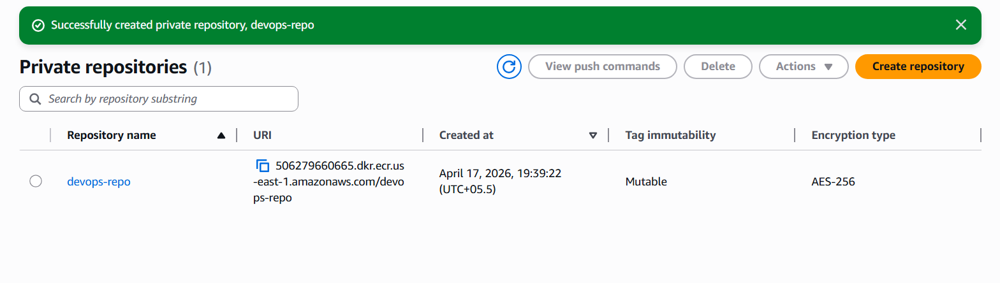 Successfully created private repository, devops-repo
Private repositories (1)
View push commands
Delete
Actions
Create repository
Search by repository substring
Repository name
URI
Created at
Tag immutability
Encryption type
devops-repo
506279660665.dkr.ecr.us
-east-1.amazonaws.com/devo
ps-repo
April 17, 2026, 19:39:22
(UTC+05.5)
Mutable
AES-256